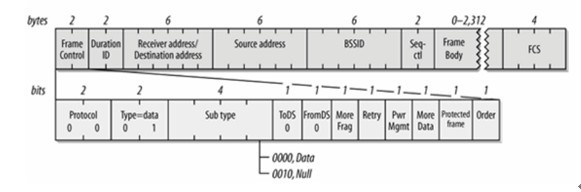 bytes 2 2 6 6 6 2 0–2,312 4
Frame Control Duration ID Receiver address/ Destination address Source address BSSID Seq- ctl Frame Body FCS
bits 2 2 4 1 1 1 1 1 1 1 1
Protocol Type=data Sub type ToDS FromDS More Frag Retry Pwr Mgmt More Data Protected frame Order
0 0 0 1 0 0
0000, Data
0010, Null